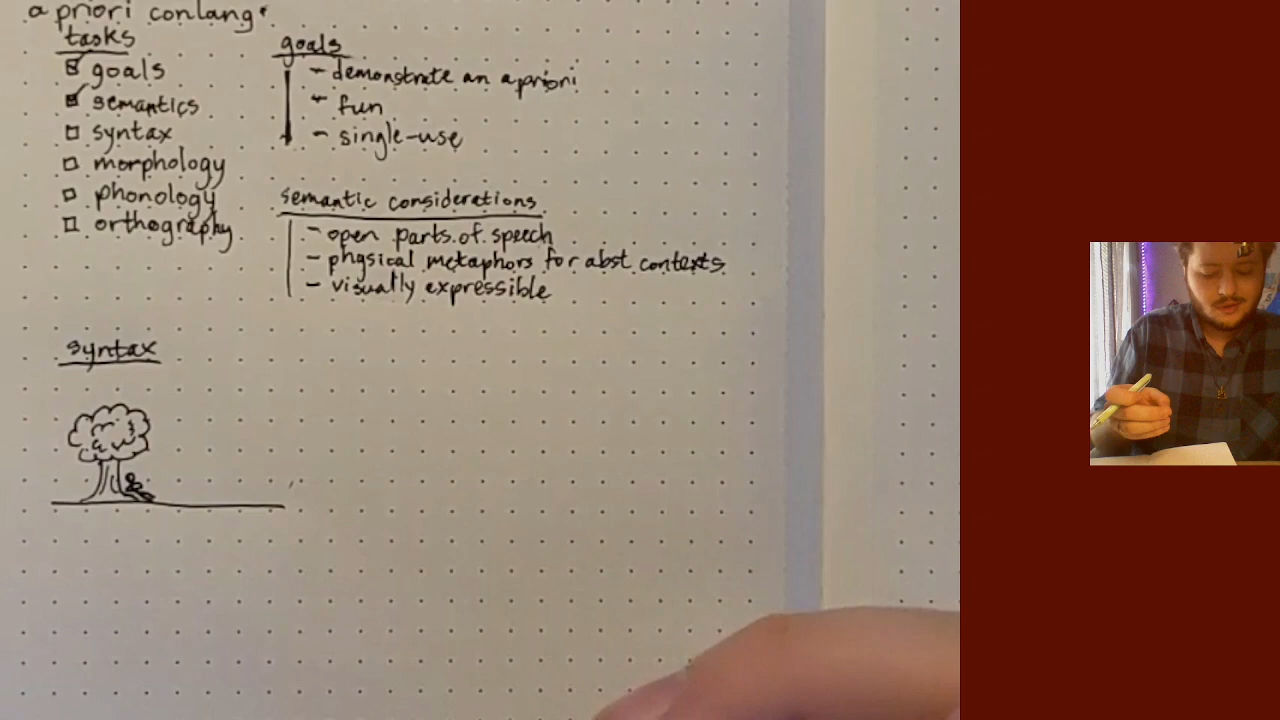 a priori conlang
tasks
goals
semantics
syntax
morphology
phonology
orthography
goals
- demonstrate an a priori
- fun
- single-use
semantic considerations
- open parts of speech
- physical metaphors for abst contexts
- visually expressible
syntax